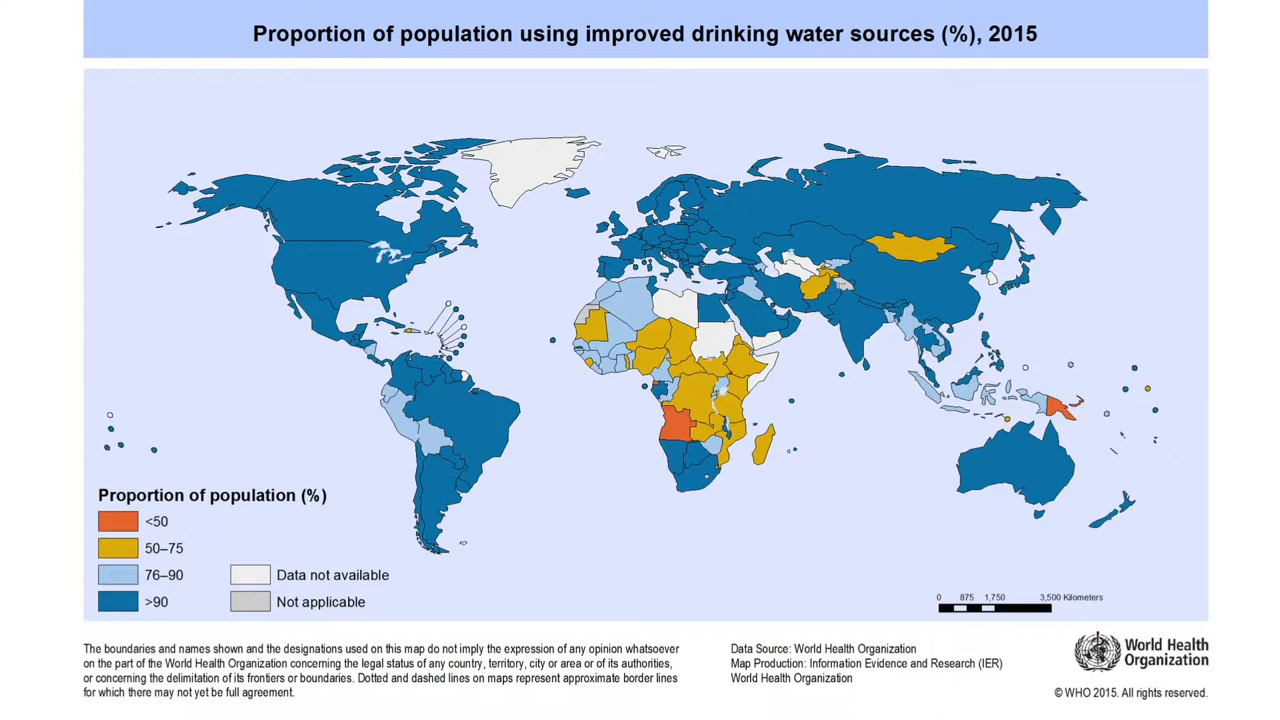 Proportion of population using improved drinking water sources (%), 2015
Proportion of population (%)
<50
50–75
76–90
>90
Data not available
Not applicable
0 875 1,750 3,500 Kilometers
The boundaries and names shown and the designations used on this map do not imply the expression of any opinion whatsoever
on the part of the World Health Organization concerning the legal status of any country, territory, city or area or of its authorities,
or concerning the delimitation of its frontiers or boundaries. Dotted and dashed lines on maps represent approximate border lines
for which there may not yet be full agreement.
Data Source: World Health Organization
Map Production: Information Evidence and Research (IER)
World Health Organization
World Health
Organization
© WHO 2015. All rights reserved.